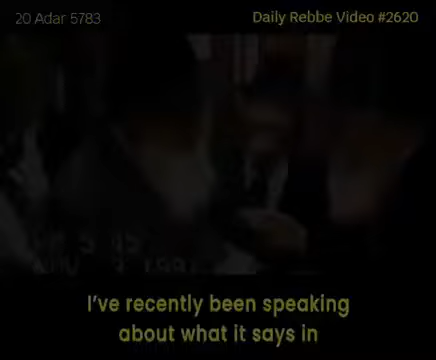 20 Adar 5783
Daily Rebbe Video #2620
I've recently been speaking
about what it says in